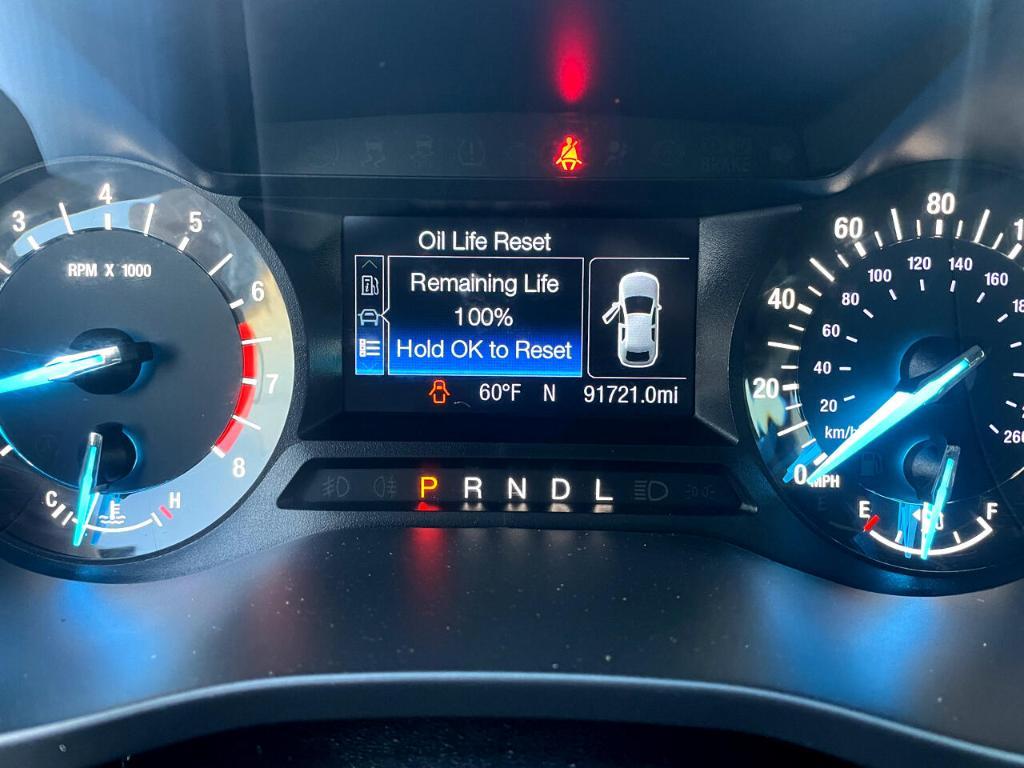 Oil Life Reset
Remaining Life
100%
Hold OK to Reset
60°F N 91721.0mi
P R N D L
3 4 5 6 7 8
RPM X 1000
C H
0 20 40 60 80
20 40 60 80 100 120 140 160 260
km/h
MPH
E F